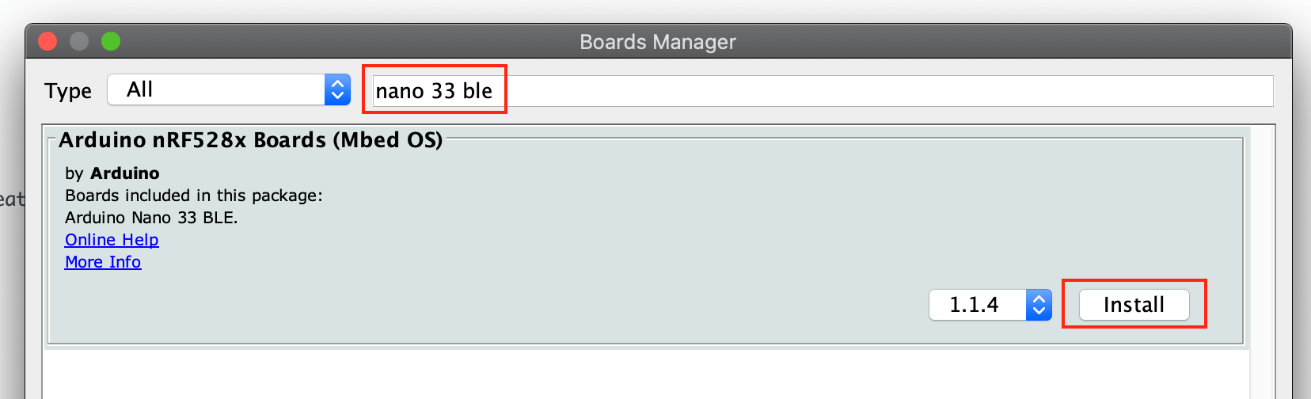 Boards Manager
Type All nano 33 ble
Arduino nRF528x Boards (Mbed OS)
by Arduino
eat
Boards included in this package:
Arduino Nano 33 BLE.
Online Help
More Info
1.1.4 Install